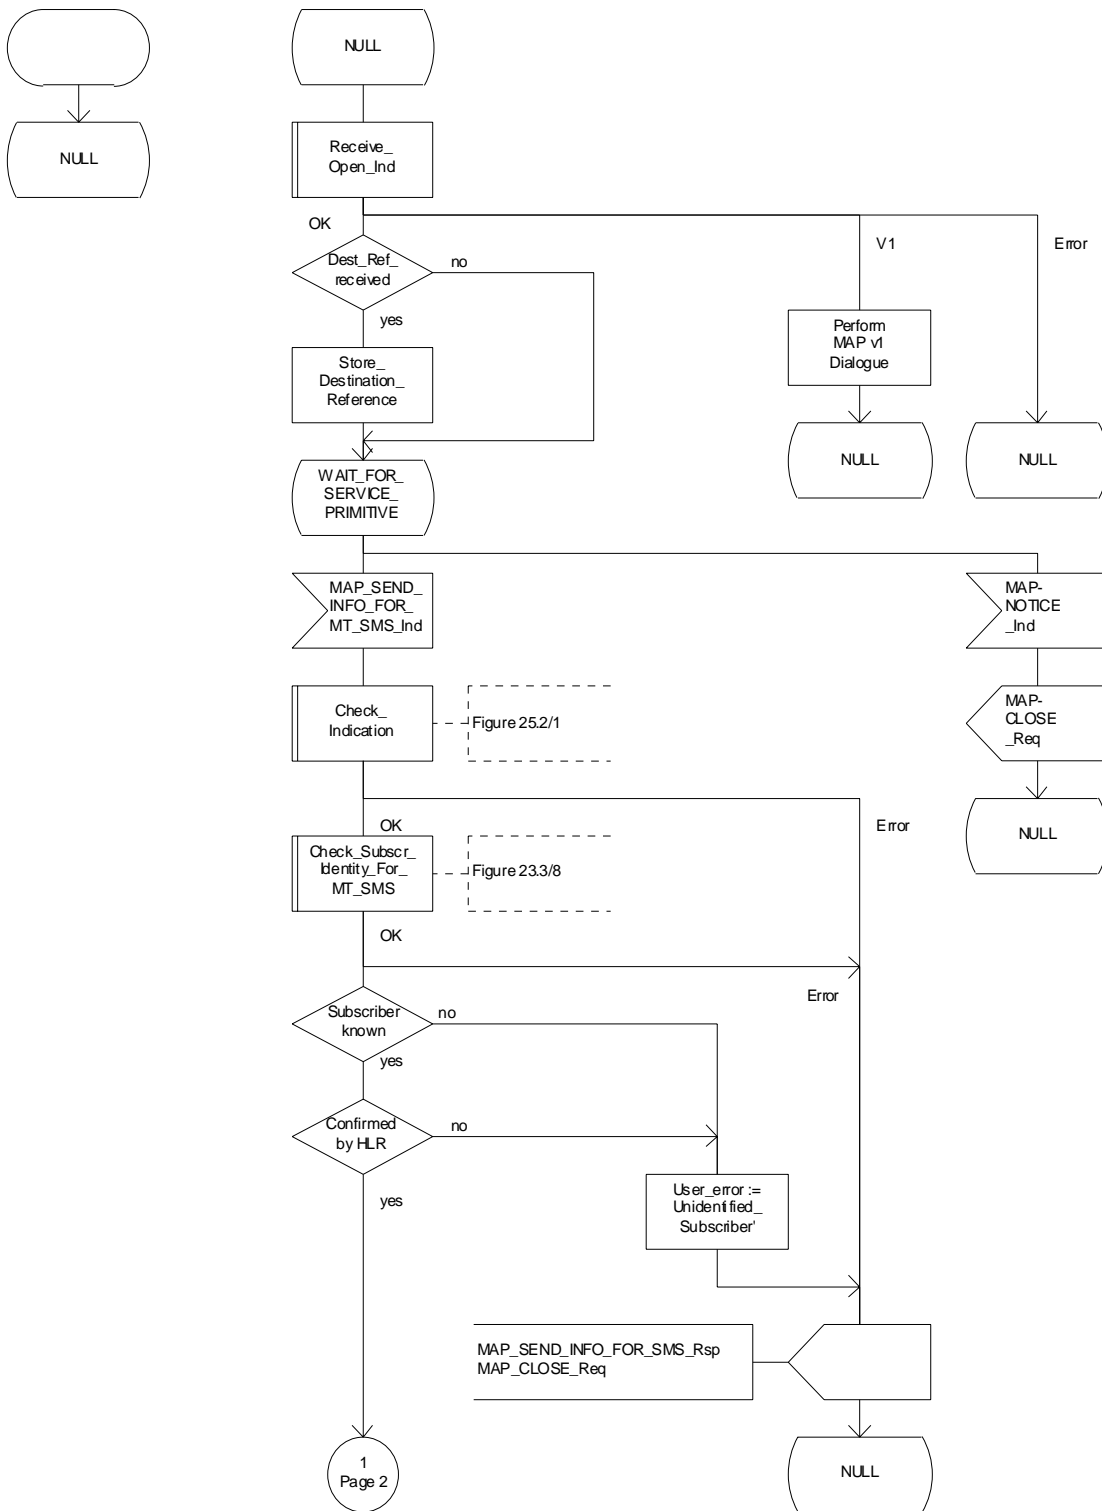 NULL
NULL
Receive_
Open_Ind
OK
V1
Error
Dest_Ref_
received
no
yes
Perform
MAP v1
Dialogue
Store_
Destination_
Reference
NULL
NULL
WAIT_FOR_
SERVICE_
PRIMITIVE
MAP_SEND_
INFO_FOR_
MT_SMS_Ind
MAP-
NOTICE
_Ind
Check_
Indication
Figure 25.2/1
MAP-
CLOSE
_Req
OK
Error
NULL
Check_Subscr_
Identity_For_
MT_SMS
Figure 23.3/8
OK
Error
Subscriber
known
no
yes
Confirmed
by HLR
no
yes
User_error :=
Unidentified_
Subscriber'
MAP_SEND_INFO_FOR_SMS_Rsp
MAP_CLOSE_Req
1
Page 2
NULL